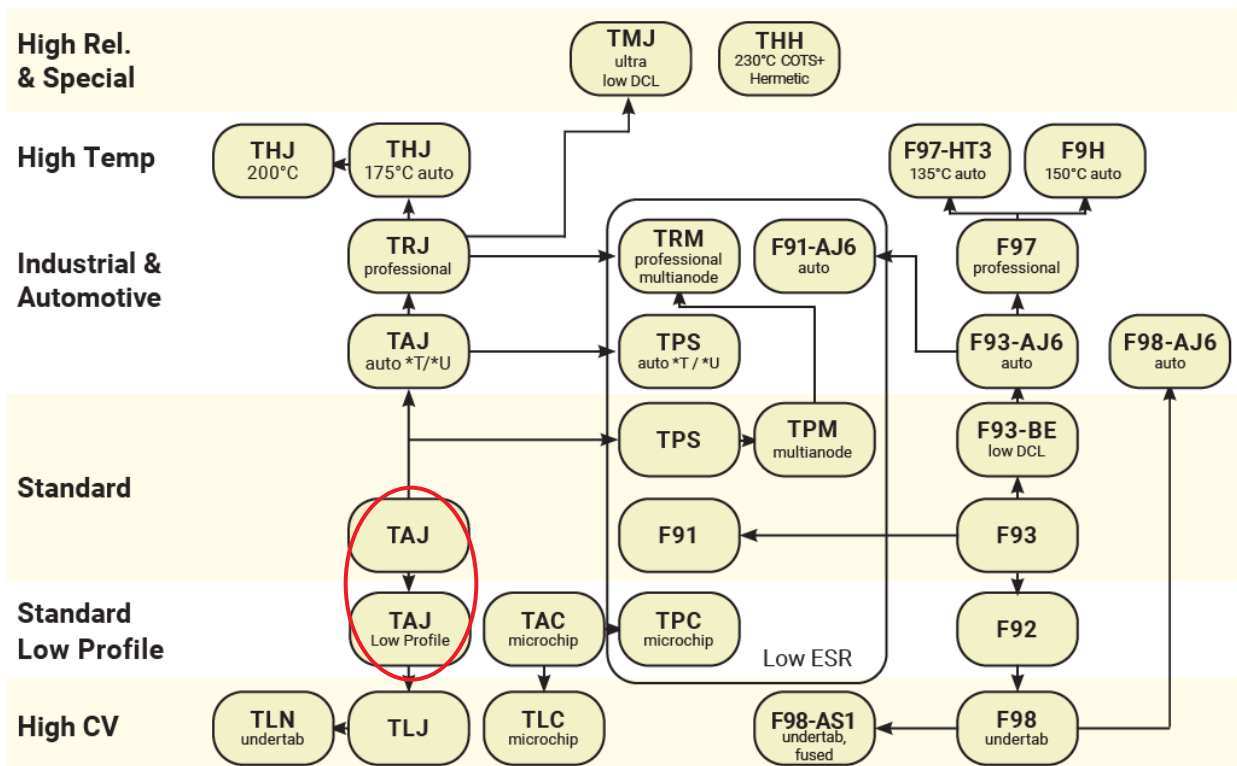 High Rel.
& Special
TMJ
ultra
low DCL
THH
230°C COTS+
Hermetic
High Temp
THJ
200°C
THJ
175°C auto
F97-HT3
135°C auto
F9H
150°C auto
Industrial &
Automotive
TRJ
professional
TRM
professional
multianode
F91-AJ6
auto
F97
professional
TAJ
auto *T/*U
TPS
auto *T / *U
F93-AJ6
auto
F98-AJ6
auto
Standard
TPS
TPM
multianode
F93-BE
low DCL
TAJ
F91
F93
Standard
Low Profile
TAJ
Low Profile
TAC
microchip
TPC
microchip
F92
Low ESR
High CV
TLN
undertab
TLJ
TLC
microchip
F98-AS1
undertab,
fused
F98
undertab